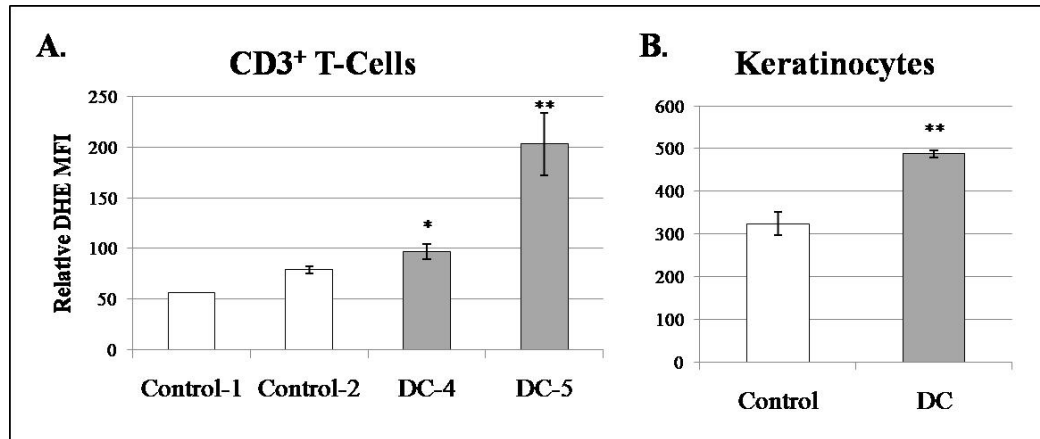 A.
CD3+ T-Cells
Relative DHE MFI
250
200
150
100
50
0
*
**
Control-1 Control-2 DC-4 DC-5
B.
Keratinocytes
600
500
400
300
200
100
0
**
Control DC